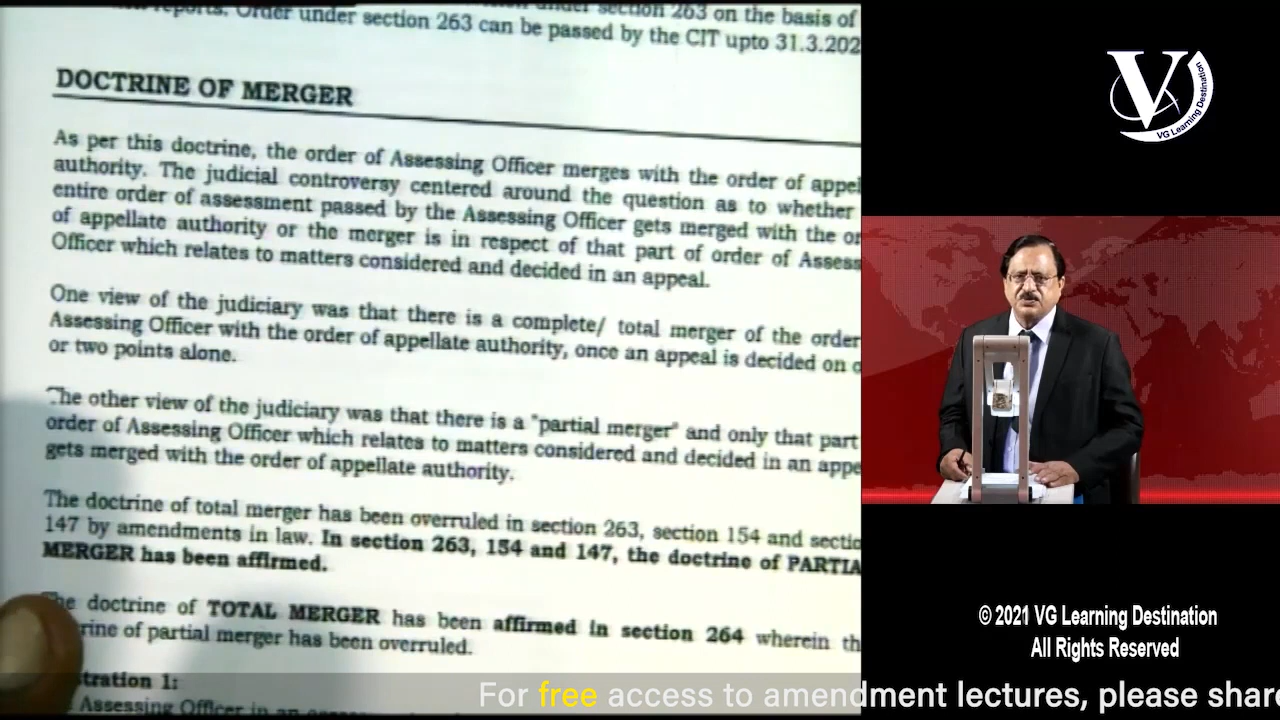 under section 263 on the basis of
reports. Order under section 263 can be passed by the CIT upto 31.3.202
DOCTRINE OF MERGER
As per this doctrine, the order of Assessing Officer merges with the order of appel
authority. The judicial controversy centered around the question as to whether
entire order of assessment passed by the Assessing Officer gets merged with the or
of appellate authority or the merger is in respect of that part of order of Assess
Officer which relates to matters considered and decided in an appeal.
One view of the judiciary was that there is a complete/ total merger of the order
Assessing Officer with the order of appellate authority, once an appeal is decided on o
or two points alone.
The other view of the judiciary was that there is a "partial merger" and only that part
order of Assessing Officer which relates to matters considered and decided in an appe
gets merged with the order of appellate authority.
The doctrine of total merger has been overruled in section 263, section 154 and sectio
147 by amendments in law. In section 263, 154 and 147, the doctrine of PARTIA
MERGER has been affirmed.
The doctrine of TOTAL MERGER has been affirmed in section 264 wherein th
rine of partial merger has been overruled.
tration 1:
Assessing Officer in an
VG Learning Destination
© 2021 VG Learning Destination
All Rights Reserved
For free access to amendment lectures, please share